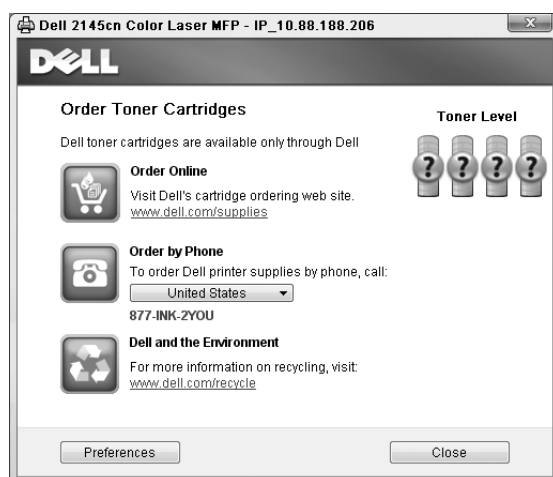 Dell 2145cn Color Laser MFP - IP_10.88.188.206
X
DELL
Order Toner Cartridges
Toner Level
Dell toner cartridges are available only through Dell
? ? ? ?
Order Online
Visit Dell's cartridge ordering web site.
www.dell.com/supplies
Order by Phone
To order Dell printer supplies by phone, call:
United States
877-INK-2YOU
Dell and the Environment
For more information on recycling, visit:
www.dell.com/recycle
Preferences
Close